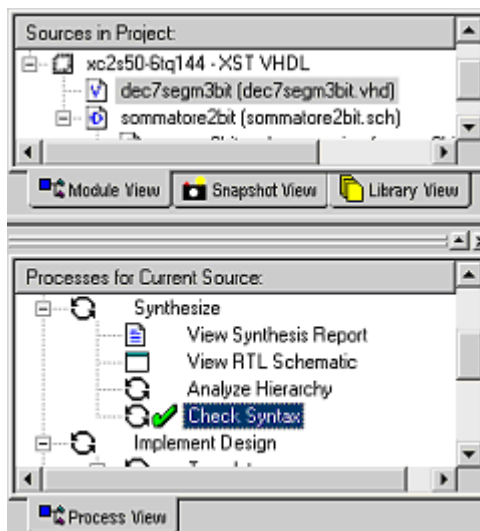 Sources in Project:
xc2s50-6tq144 - XST VHDL
dec7segm3bit (dec7segm3bit.vhd)
sommatore2bit (sommatore2bit.sch)
Module View Snapshot View Library View
Processes for Current Source:
Synthesize
View Synthesis Report
View RTL Schematic
Analyze Hierarchy
Check Syntax
Implement Design
Process View